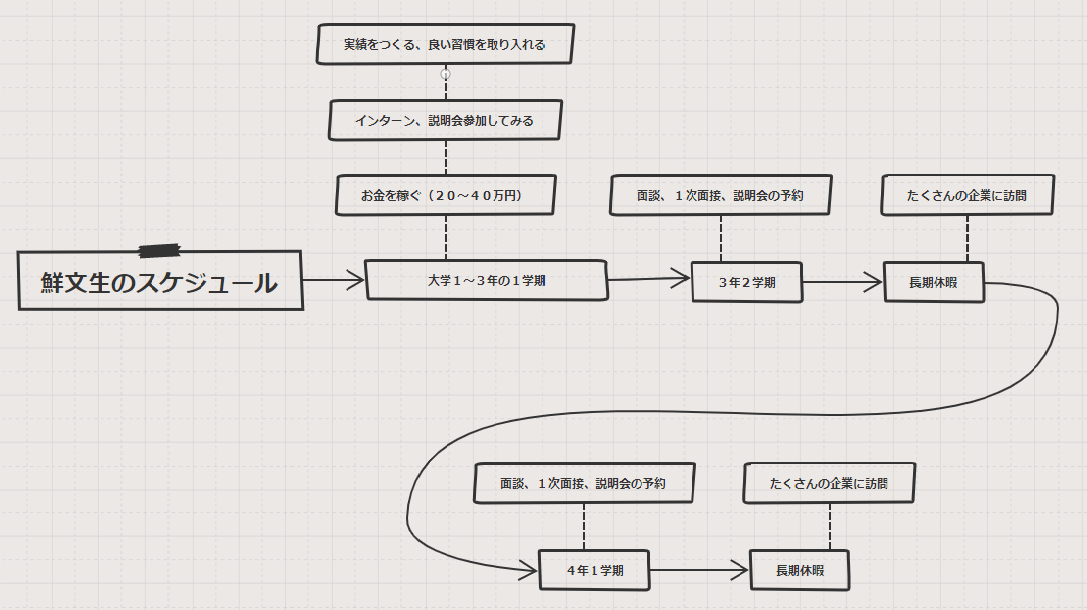 実績をつくる、良い習慣を取り入れる
インターン、説明会参加してみる
お金を稼ぐ（２０～４０万円）
面談、１次面接、説明会の予約
たくさんの企業に訪問
鮮文生のスケジュール
大学１～３年の１学期
３年２学期
長期休暇
面談、１次面接、説明会の予約
たくさんの企業に訪問
４年１学期
長期休暇